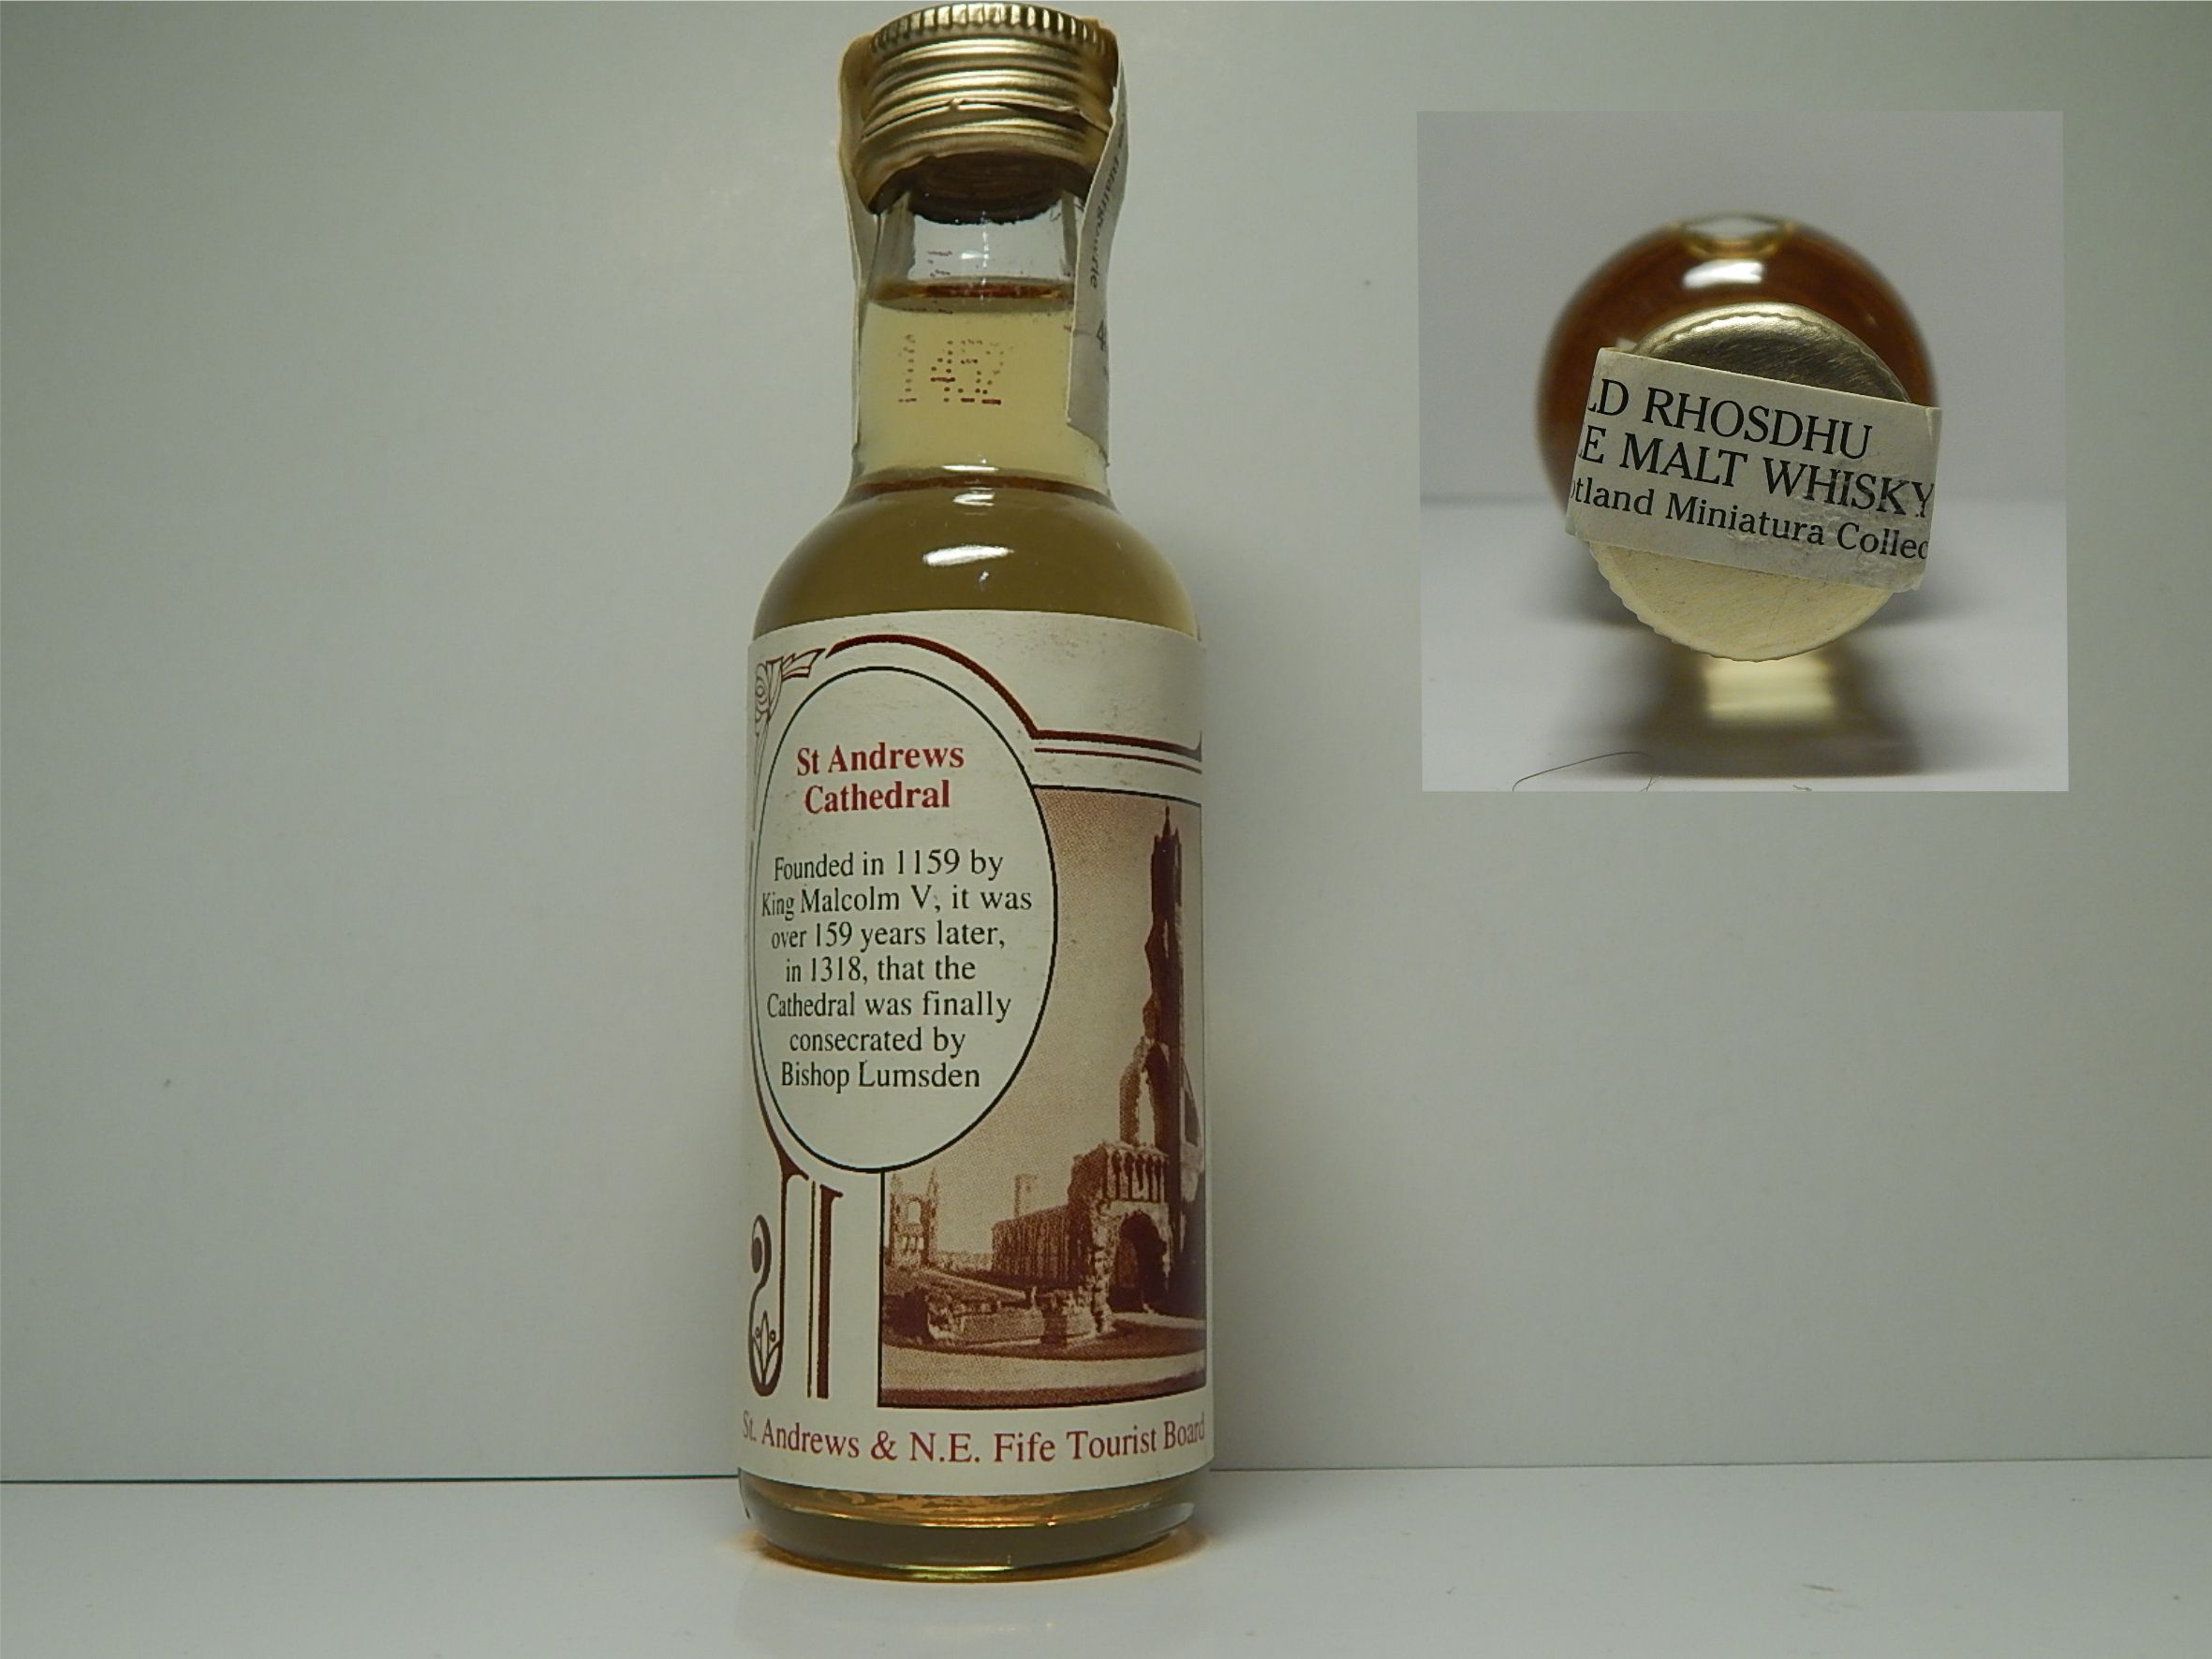 1452
St Andrews
Cathedral
Founded in 1159 by
King Malcolm V; it was
over 159 years later,
in 1318, that the
Cathedral was finally
consecrated by
Bishop Lumsden
St. Andrews & N.E. Fife Tourist Board
LD RHOSDHU
LE MALT WHISKY
otland Miniatura Collec